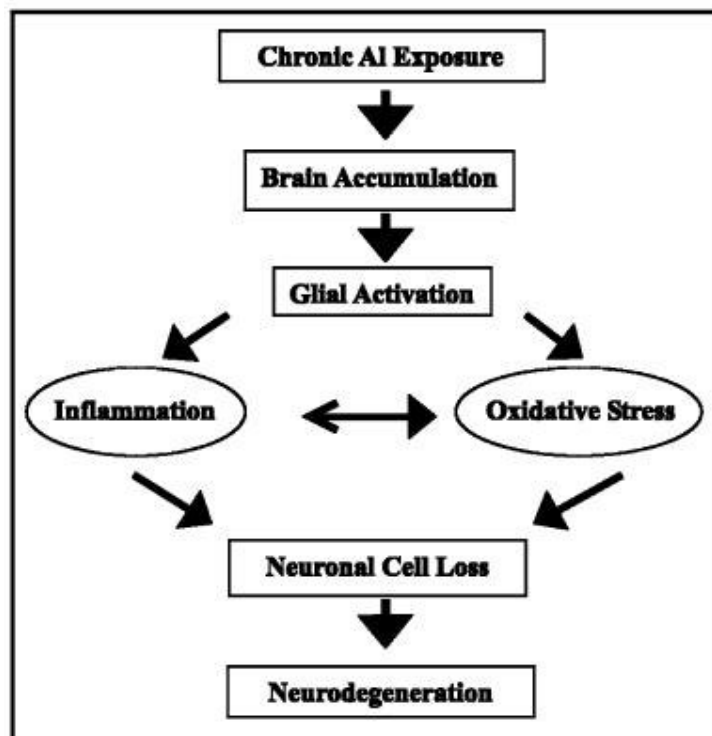 Chronic Al Exposure
Brain Accumulation
Glial Activation
Inflammation
Oxidative Stress
Neuronal Cell Loss
Neurodegeneration